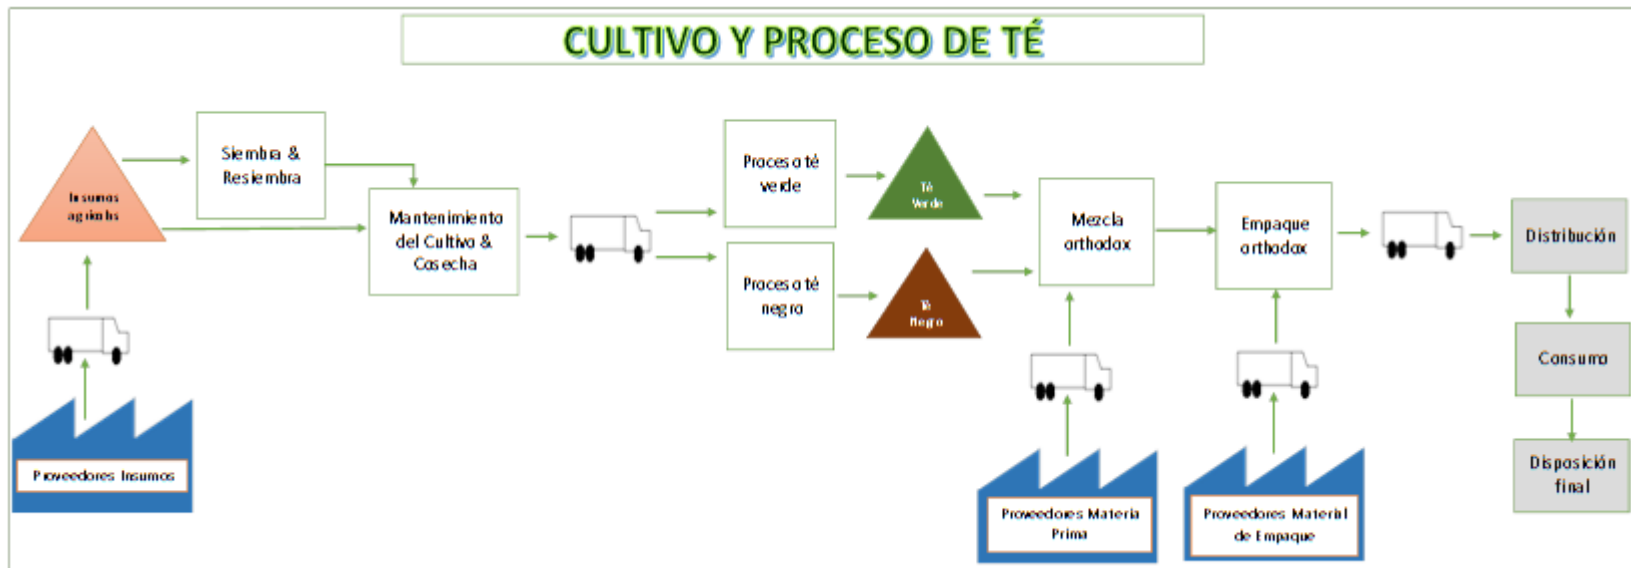 CULTIVO Y PROCESO DE TÉ
Insumos
agrícolas
Siembra &
Resiembra
Mantenimiento
del Cultivo &
Cosecha
Proceso té
verde
Proceso té
negro
Té
Verde
Té
Negro
Mezcla
orthodox
Empaque
orthodox
Distribución
Consumo
Disposición
final
Proveedores Insumos
Proveedores Materia
Prima
Proveedores Material
de Empaque